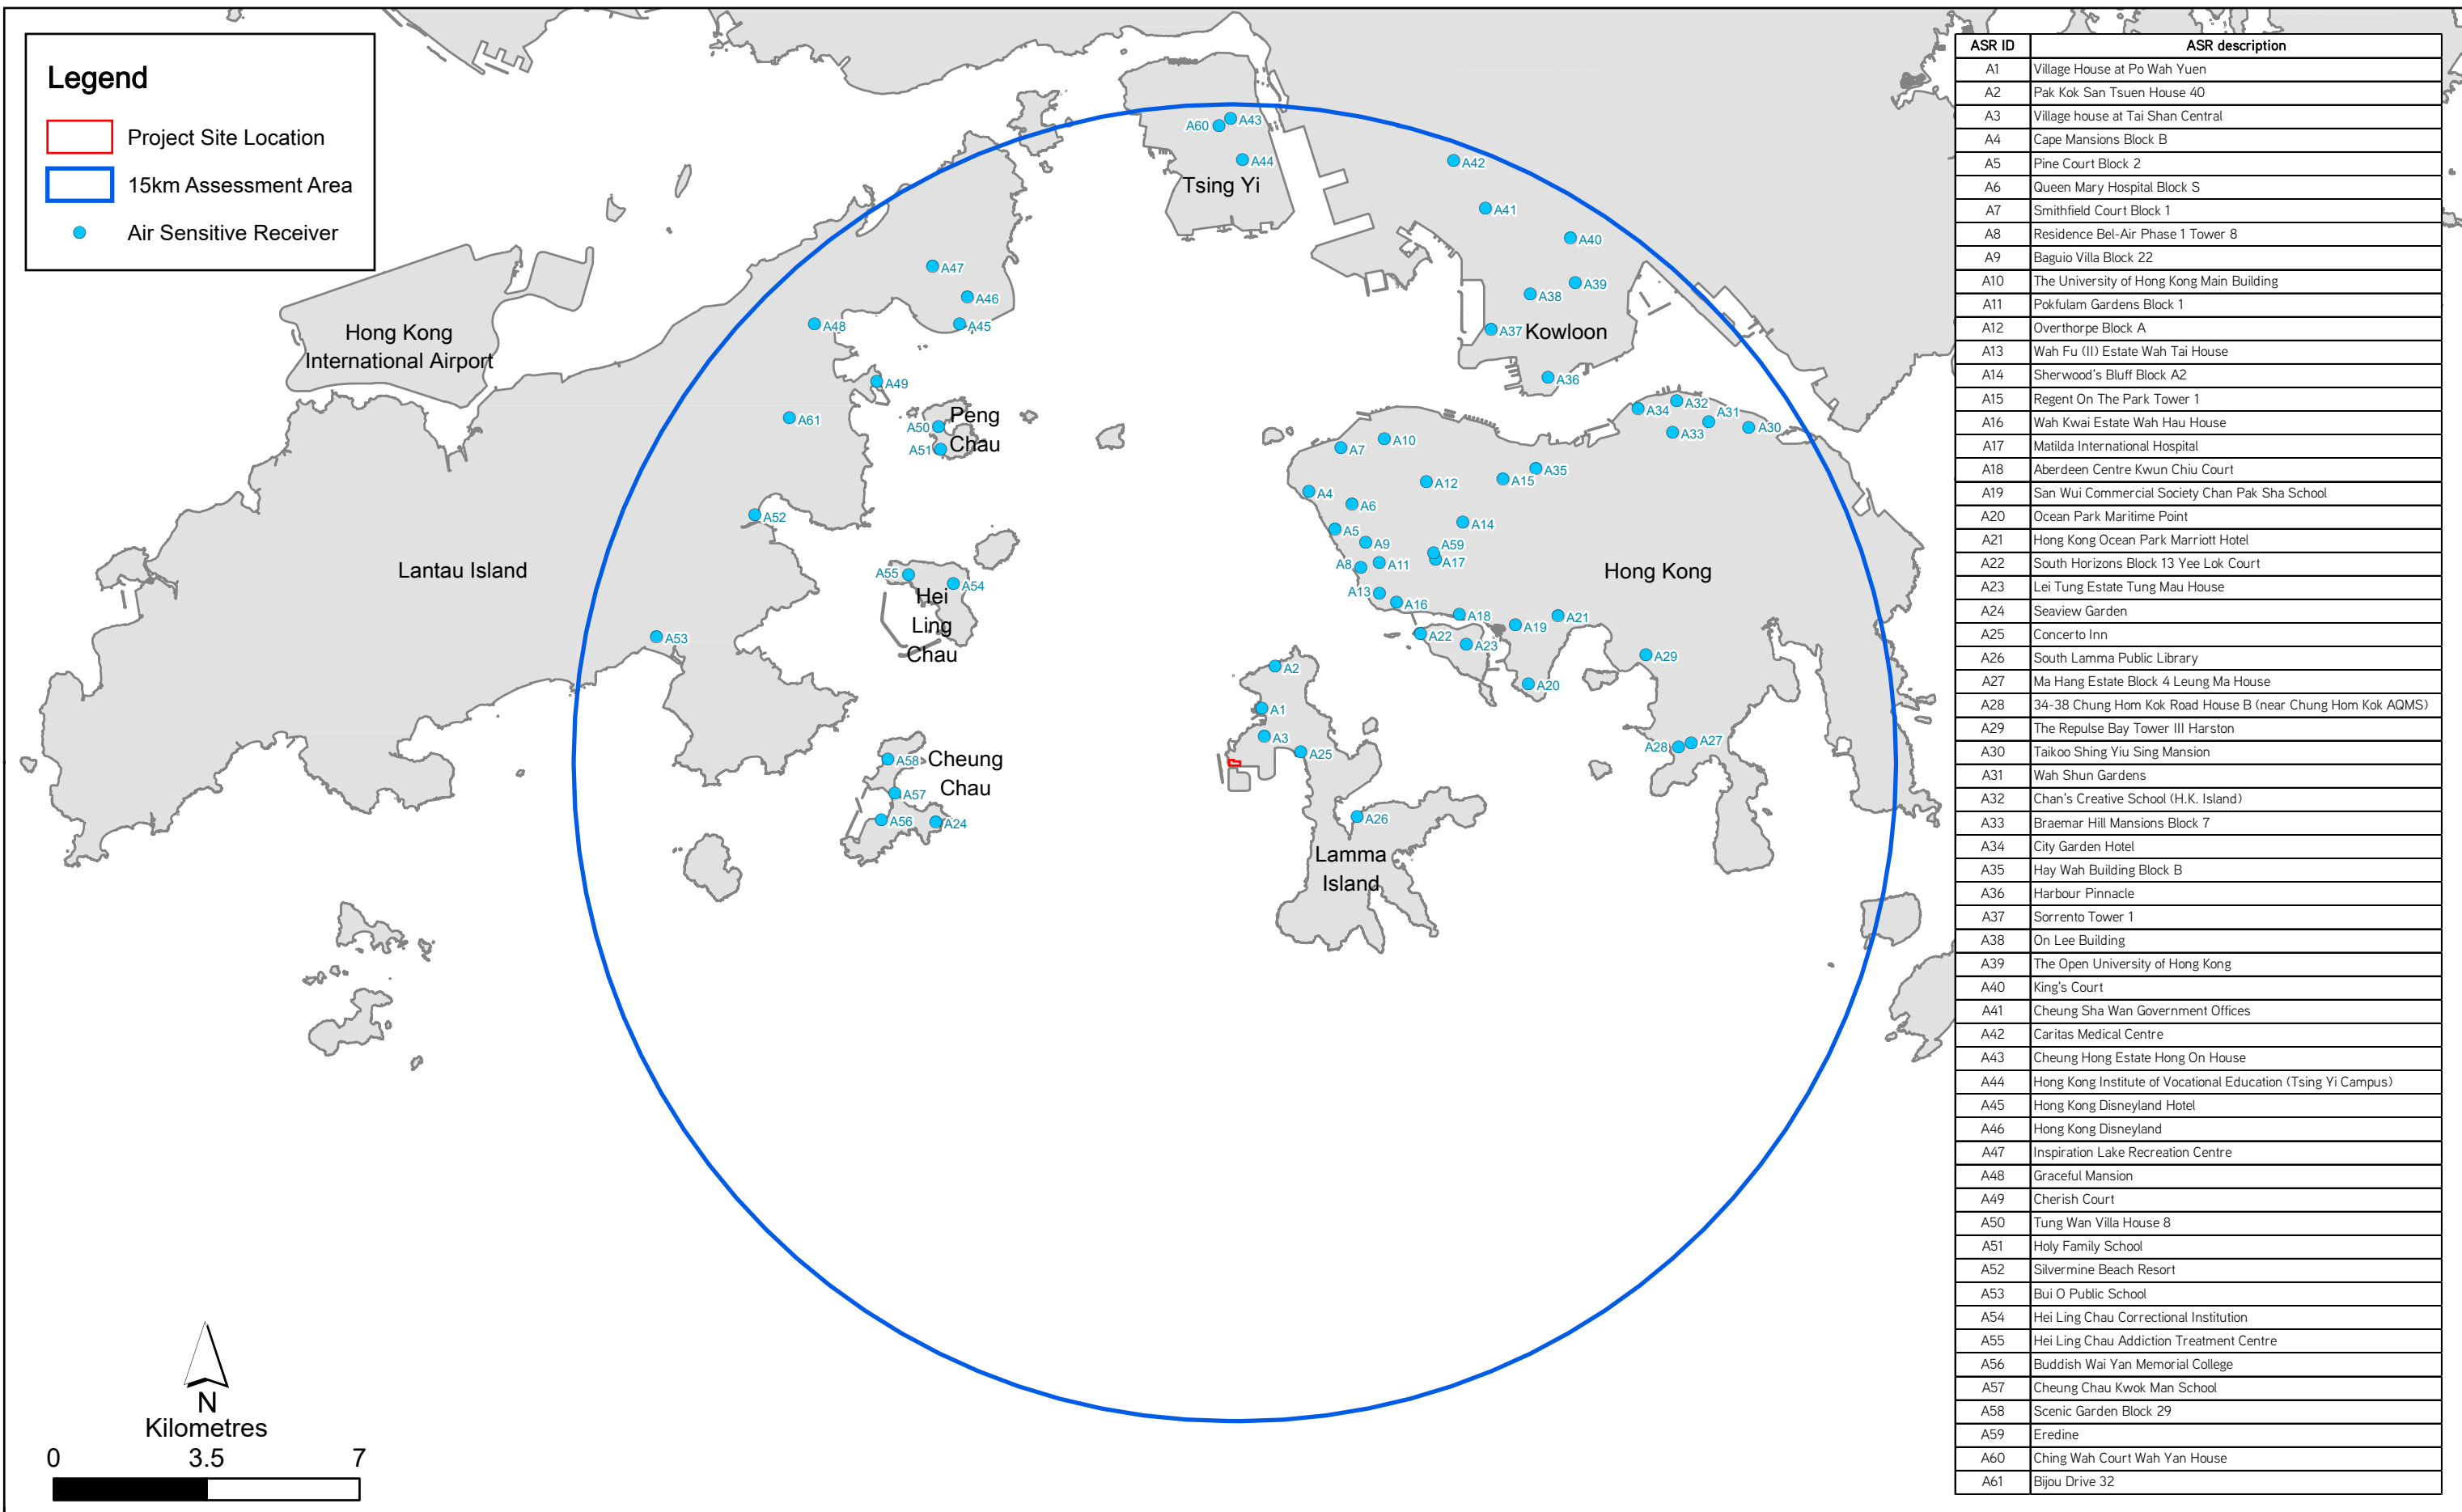 Legend
Project Site Location
15km Assessment Area
Air Sensitive Receiver
A60
A43
A44
Tsing Yi
A42
A41
A40
A47
A46
A45
A48
A39
A38
A37
Kowloon
Hong Kong
International Airport
A49
A36
A61
A50
Peng
Chau
A51
A34
A32
A31
A33
A30
A7
A10
A35
A15
A12
A4
A6
A52
A14
A5
A9
A59
A17
A8
A11
Lantau Island
Hong Kong
A55
A54
Hei
Ling
Chau
A13
A16
A18
A19
A21
A22
A23
A53
A29
A2
A20
A1
A3
A25
A28
A27
A58
Cheung
Chau
A57
A56
A24
A26
Lamma
Island
N
Kilometres
0 3.5 7
ASR ID ASR description
A1 Village House at Po Wah Yuen
A2 Pak Kok San Tsuen House 40
A3 Village house at Tai Shan Central
A4 Cape Mansions Block B
A5 Pine Court Block 2
A6 Queen Mary Hospital Block S
A7 Smithfield Court Block 1
A8 Residence Bel-Air Phase 1 Tower 8
A9 Baguio Villa Block 22
A10 The University of Hong Kong Main Building
A11 Pokfulam Gardens Block 1
A12 Overthorpe Block A
A13 Wah Fu (II) Estate Wah Tai House
A14 Sherwood's Bluff Block A2
A15 Regent On The Park Tower 1
A16 Wah Kwai Estate Wah Hau House
A17 Matilda International Hospital
A18 Aberdeen Centre Kwun Chiu Court
A19 San Wui Commercial Society Chan Pak Sha School
A20 Ocean Park Maritime Point
A21 Hong Kong Ocean Park Marriott Hotel
A22 South Horizons Block 13 Yee Lok Court
A23 Lei Tung Estate Tung Mau House
A24 Seaview Garden
A25 Concerto Inn
A26 South Lamma Public Library
A27 Ma Hang Estate Block 4 Leung Ma House
A28 34-38 Chung Hom Kok Road House B (near Chung Hom Kok AQMS)
A29 The Repulse Bay Tower III Harston
A30 Taikoo Shing Yiu Sing Mansion
A31 Wah Shun Gardens
A32 Chan's Creative School (H.K. Island)
A33 Braemar Hill Mansions Block 7
A34 City Garden Hotel
A35 Hay Wah Building Block B
A36 Harbour Pinnacle
A37 Sorrento Tower 1
A38 On Lee Building
A39 The Open University of Hong Kong
A40 King's Court
A41 Cheung Sha Wan Government Offices
A42 Caritas Medical Centre
A43 Cheung Hong Estate Hong On House
A44 Hong Kong Institute of Vocational Education (Tsing Yi Campus)
A45 Hong Kong Disneyland Hotel
A46 Hong Kong Disneyland
A47 Inspiration Lake Recreation Centre
A48 Graceful Mansion
A49 Cherish Court
A50 Tung Wan Villa House 8
A51 Holy Family School
A52 Silvermine Beach Resort
A53 Bui O Public School
A54 Hei Ling Chau Correctional Institution
A55 Hei Ling Chau Addiction Treatment Centre
A56 Buddish Wai Yan Memorial College
A57 Cheung Chau Kwok Man School
A58 Scenic Garden Block 29
A59 Eredine
A60 Ching Wah Court Wah Yan House
A61 Bijou Drive 32